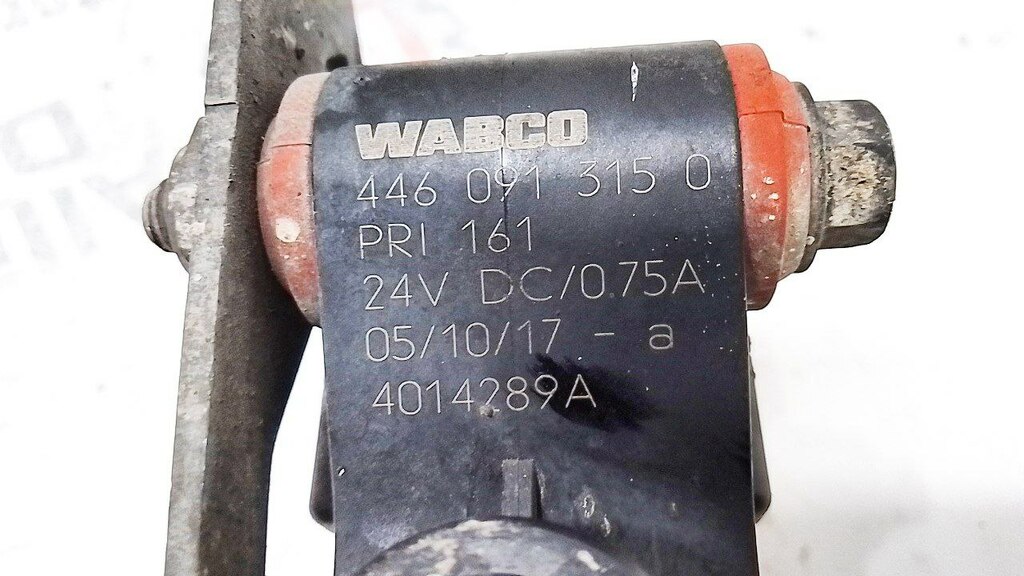 WABCO
446 091 315 0
PRI 161
24V DC/0.75A
05/10/17 - a
4014289A